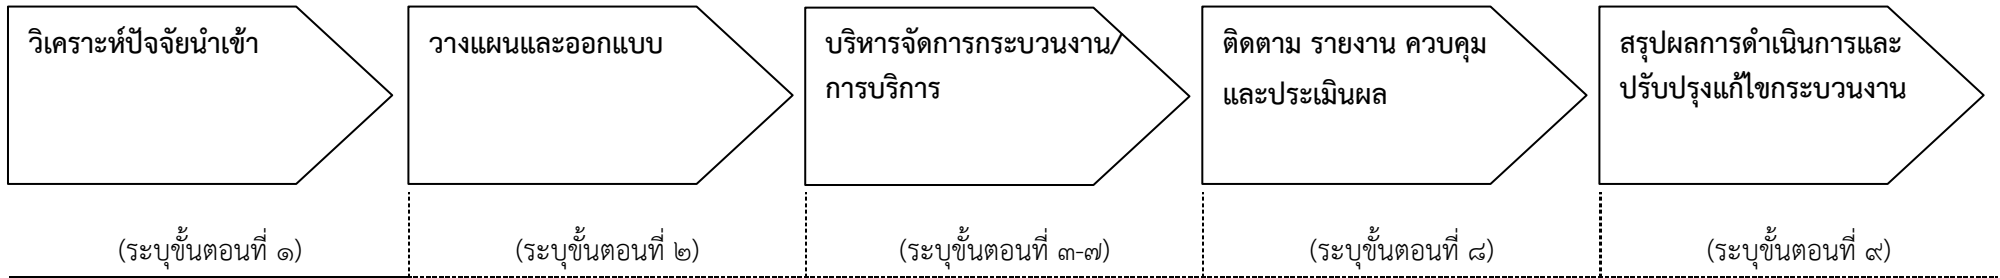 วิเคราะห์ปัจจัยนำเข้า
วางแผนและออกแบบ
บริหารจัดการกระบวนงาน/
การบริการ
ติดตาม รายงาน ควบคุม
และประเมินผล
สรุปผลการดำเนินการและ
ปรับปรุงแก้ไขกระบวนงาน
(ระบุขั้นตอนที่ ๑)
(ระบุขั้นตอนที่ ๒)
(ระบุขั้นตอนที่ ๓-๗)
(ระบุขั้นตอนที่ ๘)
(ระบุขั้นตอนที่ ๙)